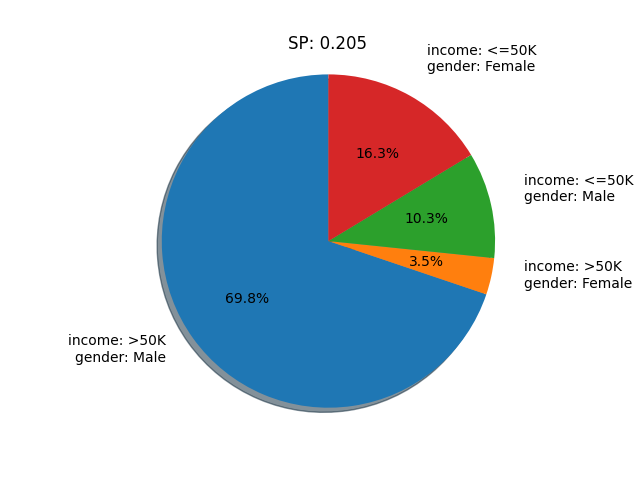 SP: 0.205
income: <=50K
gender: Female
16.3%
income: <=50K
gender: Male
10.3%
income: >50K
gender: Female
3.5%
69.8%
income: >50K
gender: Male